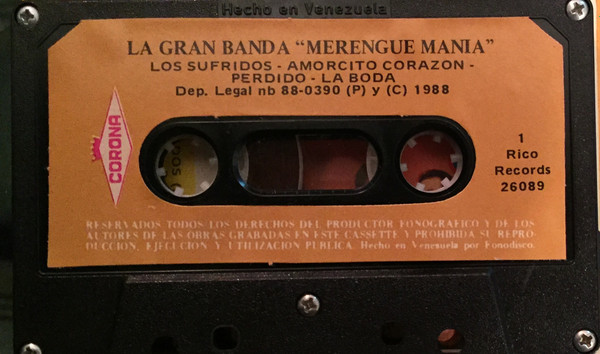 Hecho en Venezuela
LA GRAN BANDA "MERENGUE MANIA"
LOS SUFRIDOS - AMORCITO CORAZON -
PERDIDO - LA BODA
Dep. Legal nb 88-0390 (P) y (C) 1988
CORONA
1
Rico
Records
26089
RESERVADOS TODOS LOS DERECHOS DEL PRODUCTOR FONOGRAFICO Y DE LOS
AUTORES DE LAS OBRAS GRABADAS EN ESTE CASSETTE Y PROHIBIDA SU REPRO-
DUCCION, EJECUCION Y UTILIZACION PUBLICA. Hecho en Venezuela por Fonodisco.